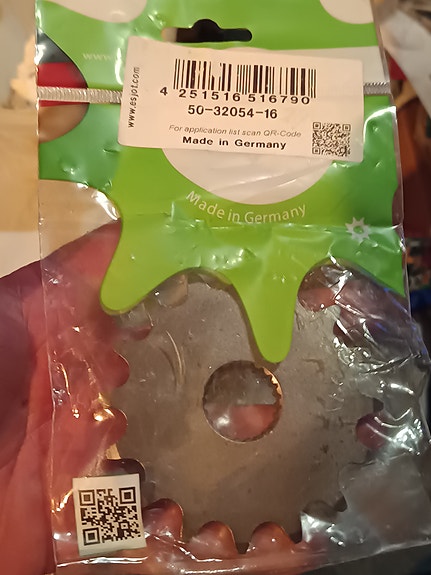 www.
www.esjot.com
4 251516 516790
50-32054-16
For application list scan QR-Code
Made in Germany
Made in Germany